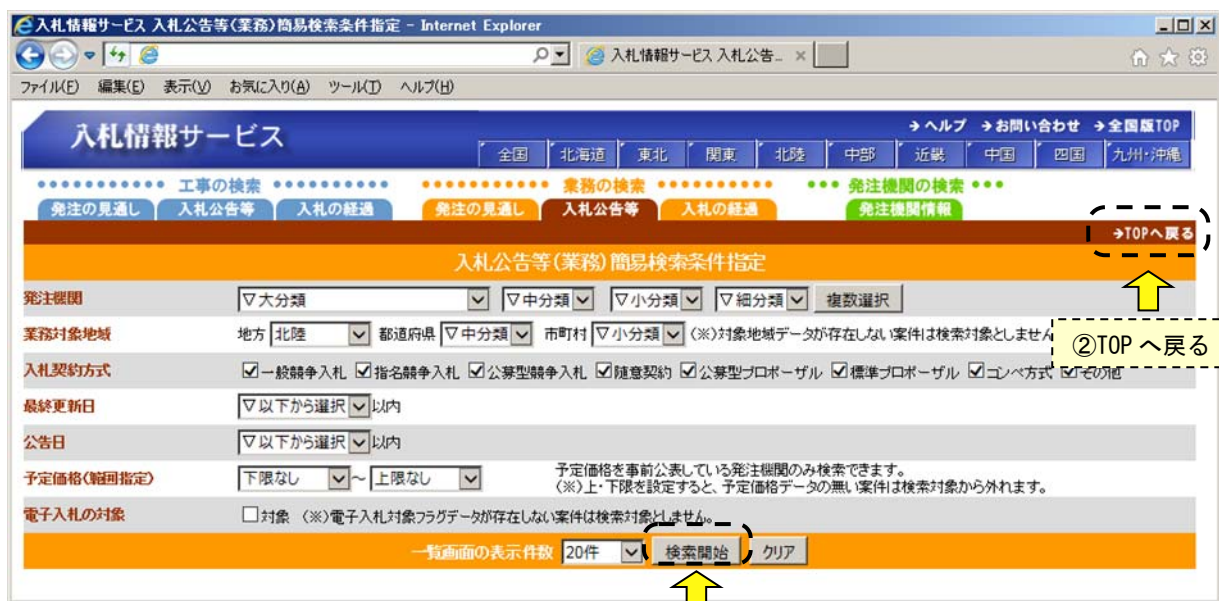 入札情報サービス 入札公告等(業務)簡易検索条件指定 - Internet Explorer
入札情報サービス 入札公告... ×
ファイル(F) 編集(E) 表示(V) お気に入り(A) ツール(T) ヘルプ(H)
→ヘルプ →お問い合わせ →全国版TOP
入札情報サービス
全国 北海道 東北 関東 北陸 中部 近畿 中国 四国 九州・沖縄
工事の検索 業務の検索 発注機関の検索
発注の見通し 入札公告等 入札の経過 発注の見通し 入札公告等 入札の経過 発注機関情報
→TOPへ戻る
入札公告等(業務)簡易検索条件指定
発注機関 ▽大分類 ▽中分類 ▽小分類 ▽細分類 複数選択
業務対象地域 地方 北陸 都道府県 ▽中分類 市町村 ▽小分類 (※)対象地域データが存在しない案件は検索対象としません
②TOP へ戻る
入札契約方式 一般競争入札 指名競争入札 公募型競争入札 随意契約 公募型プロポーザル 標準プロポーザル コンペ方式 その他
最終更新日 ▽以下から選択 以内
公告日 ▽以下から選択 以内
予定価格(範囲指定) 下限なし ～ 上限なし 予定価格を事前公表している発注機関のみ検索できます。
(※)上・下限を設定すると、予定価格データの無い案件は検索対象から外れます。
電子入札の対象 対象 (※)電子入札対象フラグデータが存在しない案件は検索対象としません。
一覧画面の表示件数 20件 検索開始 クリア